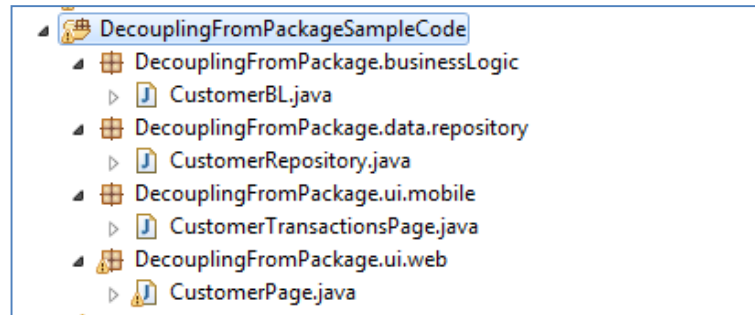 DecouplingFromPackageSampleCode
DecouplingFromPackage.businessLogic
CustomerBL.java
DecouplingFromPackage.data.repository
CustomerRepository.java
DecouplingFromPackage.ui.mobile
CustomerTransactionsPage.java
DecouplingFromPackage.ui.web
CustomerPage.java